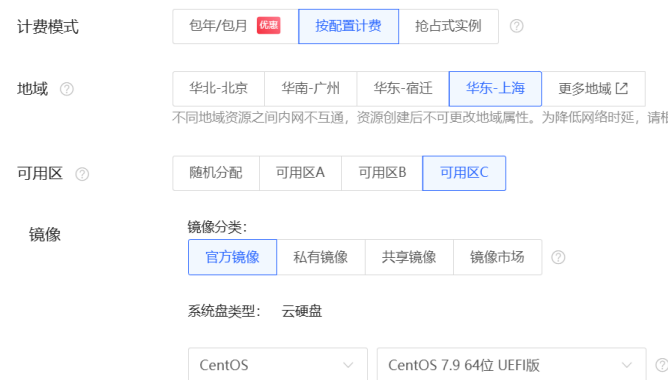 计费模式 包年/包月 优惠 按配置计费 抢占式实例
地域 华北-北京 华南-广州 华东-宿迁 华东-上海 更多地域
不同地域资源之间内网不互通，资源创建后不可更改地域属性。为降低网络时延，请根
可用区 随机分配 可用区A 可用区B 可用区C
镜像 镜像分类：
官方镜像 私有镜像 共享镜像 镜像市场
系统盘类型： 云硬盘
CentOS CentOS 7.9 64位 UEFI版